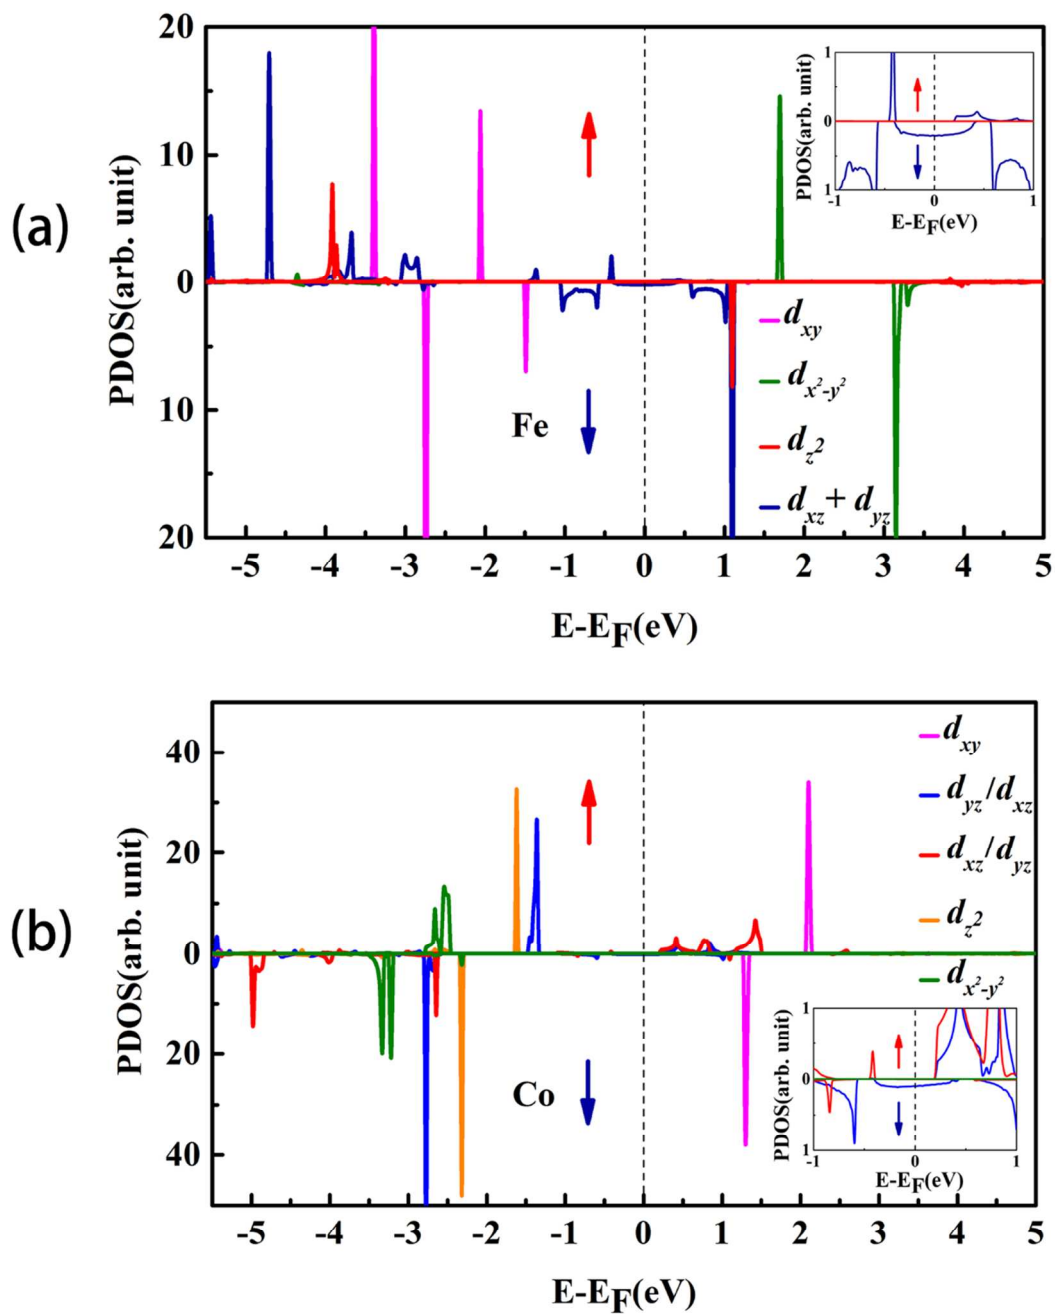 (a)
PDOS(arb. unit)
20
10
0
10
20
-5 -4 -3 -2 -1 0 1 2 3 4 5
E-E_F(eV)
Fe
d_xy
d_x²-y²
d_z²
d_xz + d_yz
PDOS(arb. unit)
1
0
1
-1 0 1
E-E_F(eV)
(b)
PDOS(arb. unit)
40
20
0
20
40
-5 -4 -3 -2 -1 0 1 2 3 4 5
E-E_F(eV)
Co
d_xy
d_yz/d_xz
d_xz/d_yz
d_z²
d_x²-y²
PDOS(arb. unit)
1
0
1
-1 0 1
E-E_F(eV)